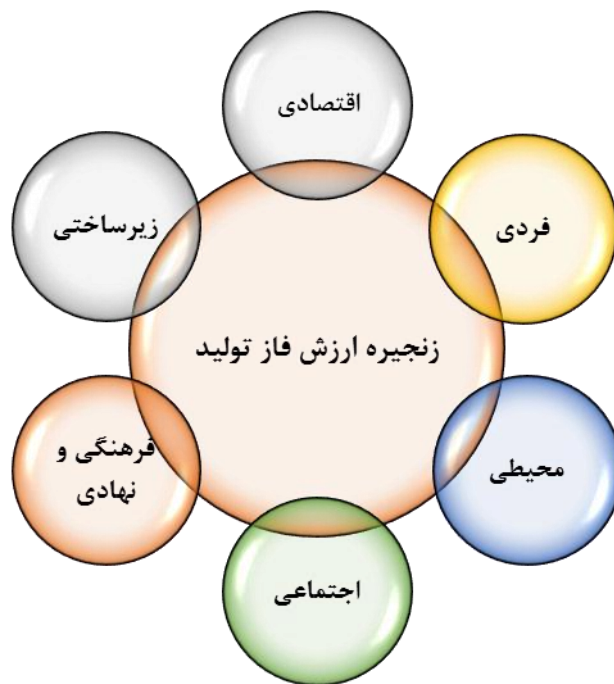 اقتصادی
فردی
زیرساختی
زنجیره ارزش فاز تولید
محیطی
فرهنگی و
نهادی
اجتماعی